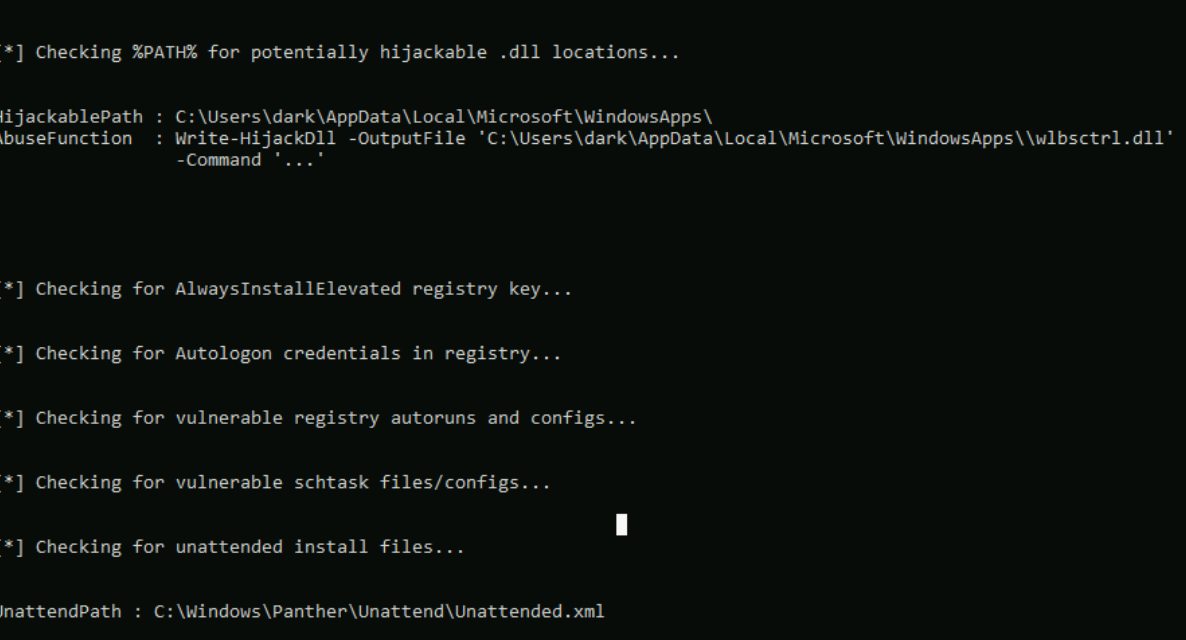 [*] Checking %PATH% for potentially hijackable .dll locations...
HijackablePath : C:\Users\dark\AppData\Local\Microsoft\WindowsApps\
AbuseFunction  : Write-HijackDll -OutputFile 'C:\Users\dark\AppData\Local\Microsoft\WindowsApps\\wlbsctrl.dll'
-Command '...'
[*] Checking for AlwaysInstallElevated registry key...
[*] Checking for Autologon credentials in registry...
[*] Checking for vulnerable registry autoruns and configs...
[*] Checking for vulnerable schtask files/configs...
[*] Checking for unattended install files...
UnattendPath : C:\Windows\Panther\Unattend\Unattended.xml